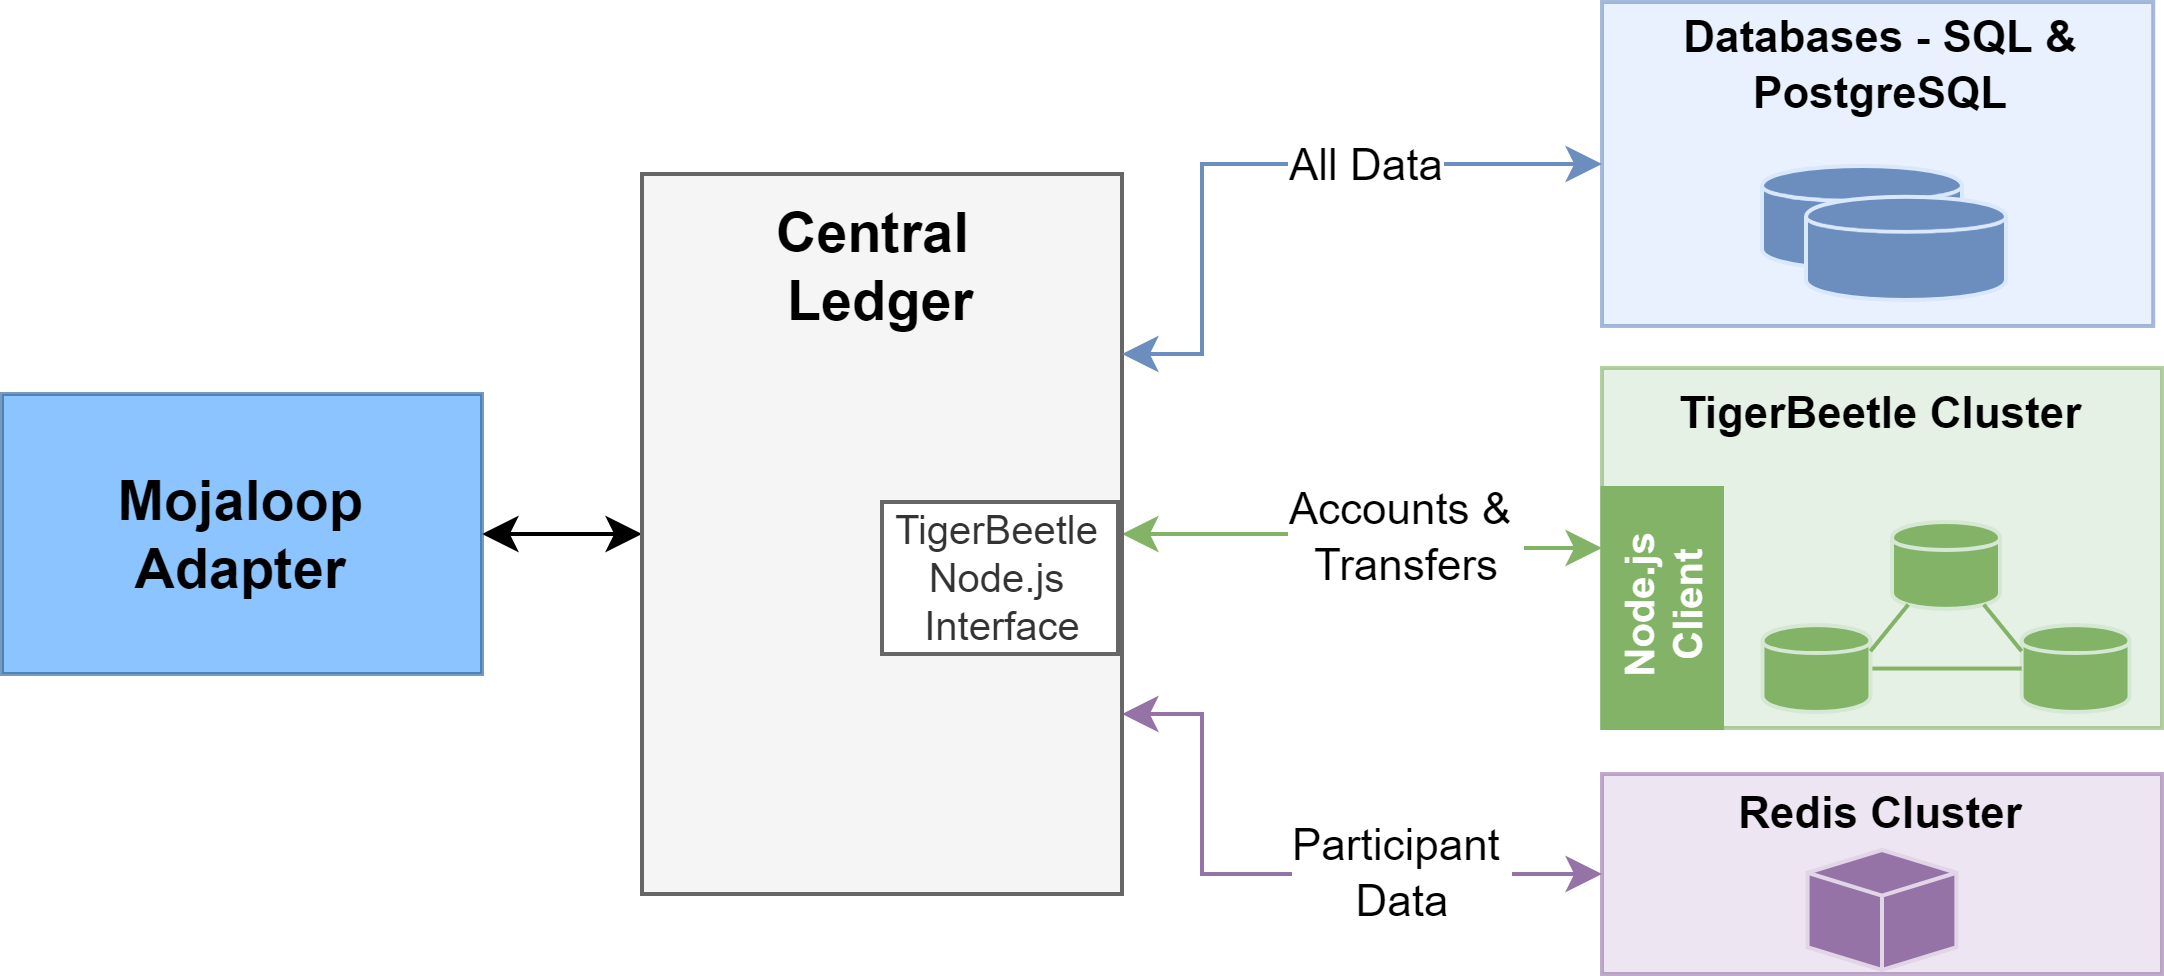 Databases - SQL &
PostgreSQL
All Data
Central
Ledger
TigerBeetle Cluster
Mojaloop
Adapter
TigerBeetle
Node.js
Interface
Accounts &
Transfers
Node.js
Client
Redis Cluster
Participant
Data